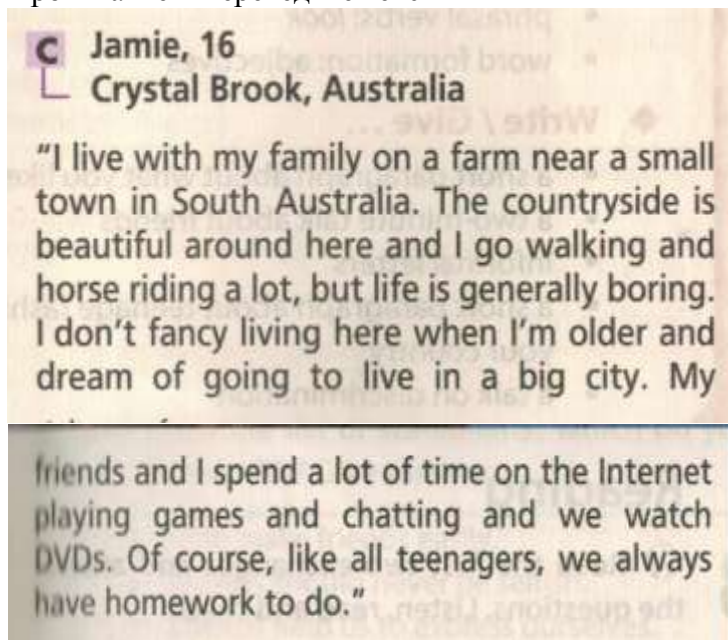 C Jamie, 16
Crystal Brook, Australia
"I live with my family on a farm near a small
town in South Australia. The countryside is
beautiful around here and I go walking and
horse riding a lot, but life is generally boring.
I don't fancy living here when I'm older and
dream of going to live in a big city. My
friends and I spend a lot of time on the Internet
playing games and chatting and we watch
DVDs. Of course, like all teenagers, we always
have homework to do."